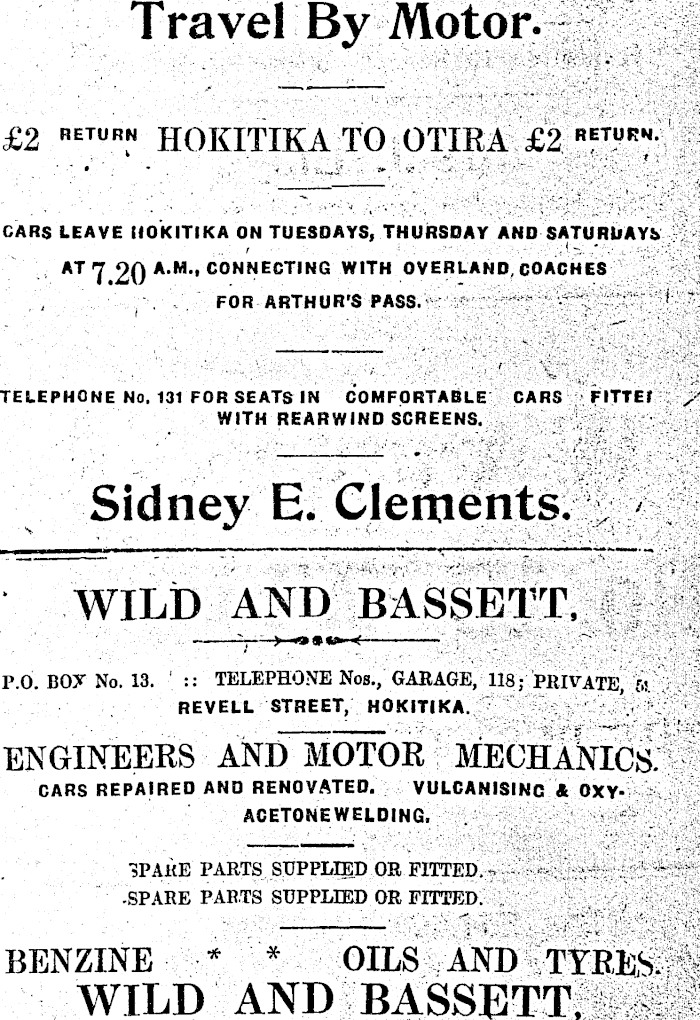 Travel By Motor.
£2 RETURN HOKITIKA TO OTIRA £2 RETURN.
CARS LEAVE HOKITIKA ON TUESDAYS, THURSDAY AND SATURDAYS
AT 7.20 A.M., CONNECTING WITH OVERLAND COACHES
FOR ARTHUR'S PASS.
TELEPHONE No. 131 FOR SEATS IN COMFORTABLE CARS FITTE
WITH REARWIND SCREENS.
Sidney E. Clements.
WILD AND BASSETT,
P.O. BOX No. 13. :: TELEPHONE Nos., GARAGE, 118; PRIVATE,
REVELL STREET, HOKITIKA.
ENGINEERS AND MOTOR MECHANICS.
CARS REPAIRED AND RENOVATED. VULCANISING & OXY-
ACETONEWELDING.
SPARE PARTS SUPPLIED OR FITTED.
SPARE PARTS SUPPLIED OR FITTED.
BENZINE * * OILS AND TYRES.
WILD AND BASSETT,